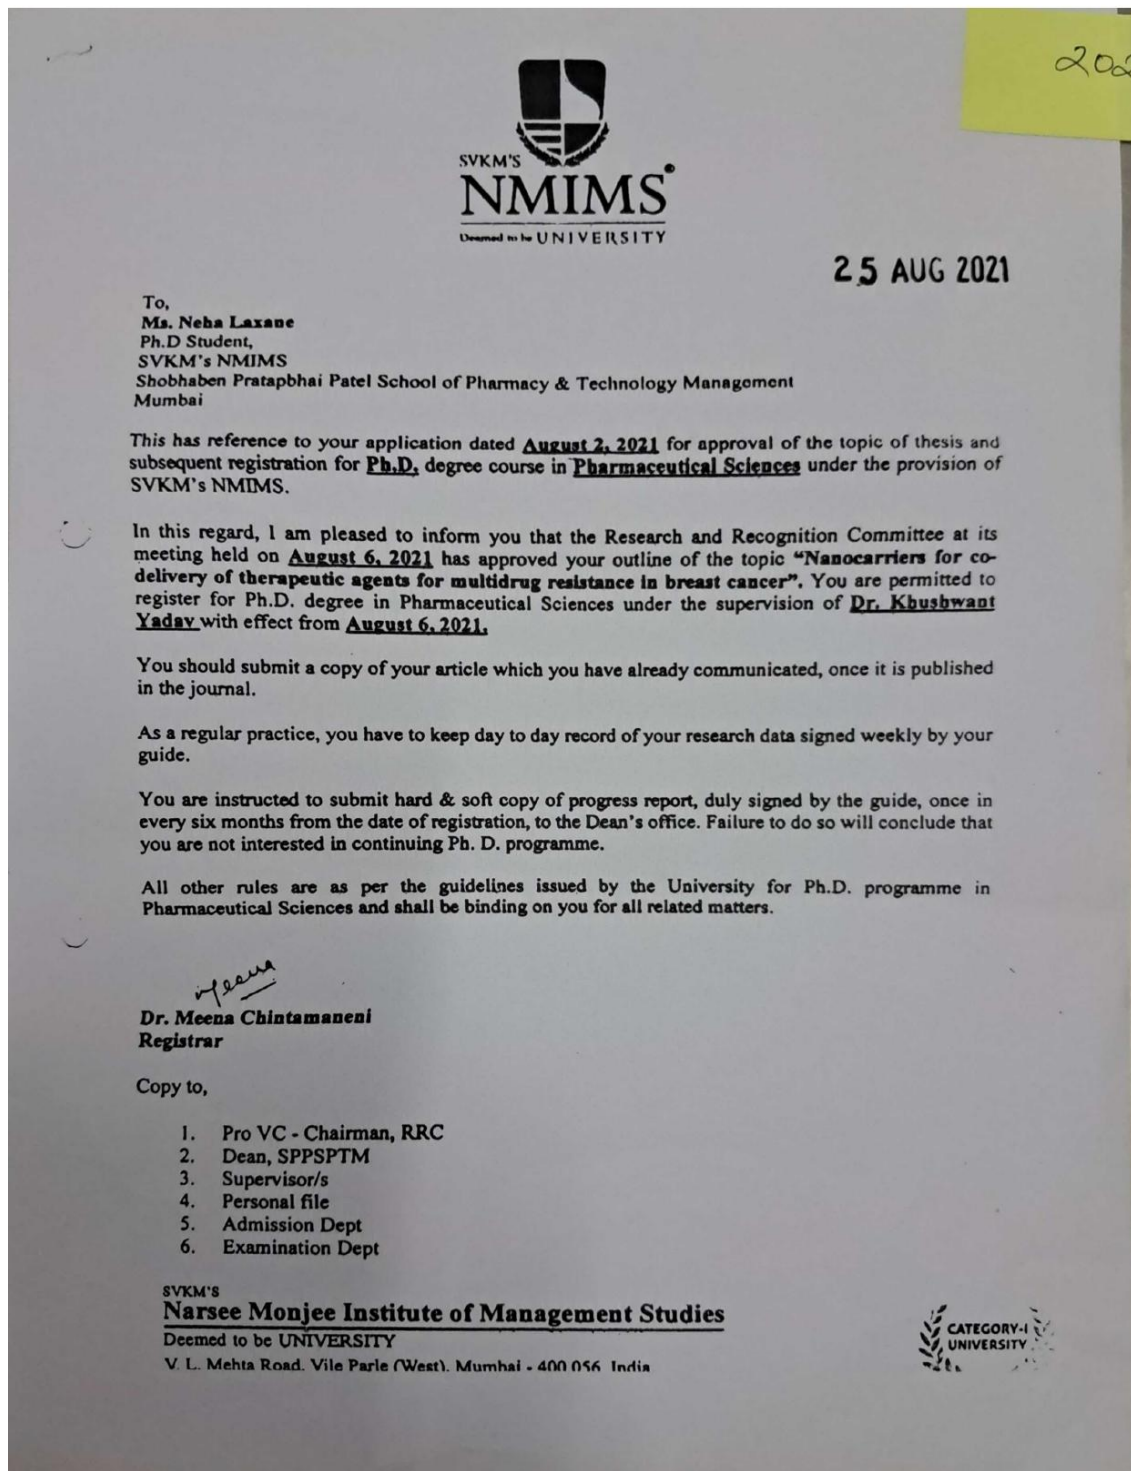 202
SVKM'S
NMIMS
Deemed to be UNIVERSITY
25 AUG 2021
To,
Ms. Neha Laxane
Ph.D Student,
SVKM's NMIMS
Shobhaben Pratapbhai Patel School of Pharmacy & Technology Management
Mumbai
This has reference to your application dated August 2, 2021 for approval of the topic of thesis and
subsequent registration for Ph.D. degree course in Pharmaceutical Sciences under the provision of
SVKM's NMIMS.
In this regard, I am pleased to inform you that the Research and Recognition Committee at its
meeting held on August 6, 2021 has approved your outline of the topic “Nanocarriers for co-
delivery of therapeutic agents for multidrug resistance in breast cancer”. You are permitted to
register for Ph.D. degree in Pharmaceutical Sciences under the supervision of Dr. Khushwant
Yadav with effect from August 6, 2021.
You should submit a copy of your article which you have already communicated, once it is published
in the journal.
As a regular practice, you have to keep day to day record of your research data signed weekly by your
guide.
You are instructed to submit hard & soft copy of progress report, duly signed by the guide, once in
every six months from the date of registration, to the Dean's office. Failure to do so will conclude that
you are not interested in continuing Ph. D. programme.
All other rules are as per the guidelines issued by the University for Ph.D. programme in
Pharmaceutical Sciences and shall be binding on you for all related matters.
Meena
Dr. Meena Chintamaneni
Registrar
Copy to,
1. Pro VC - Chairman, RRC
2. Dean, SPPSPTM
3. Supervisor/s
4. Personal file
5. Admission Dept
6. Examination Dept
SVKM'S
Narsee Monjee Institute of Management Studies
Deemed to be UNIVERSITY
V. L. Mehta Road, Vile Parle (West), Mumbai - 400 056, India
CATEGORY-I
UNIVERSITY